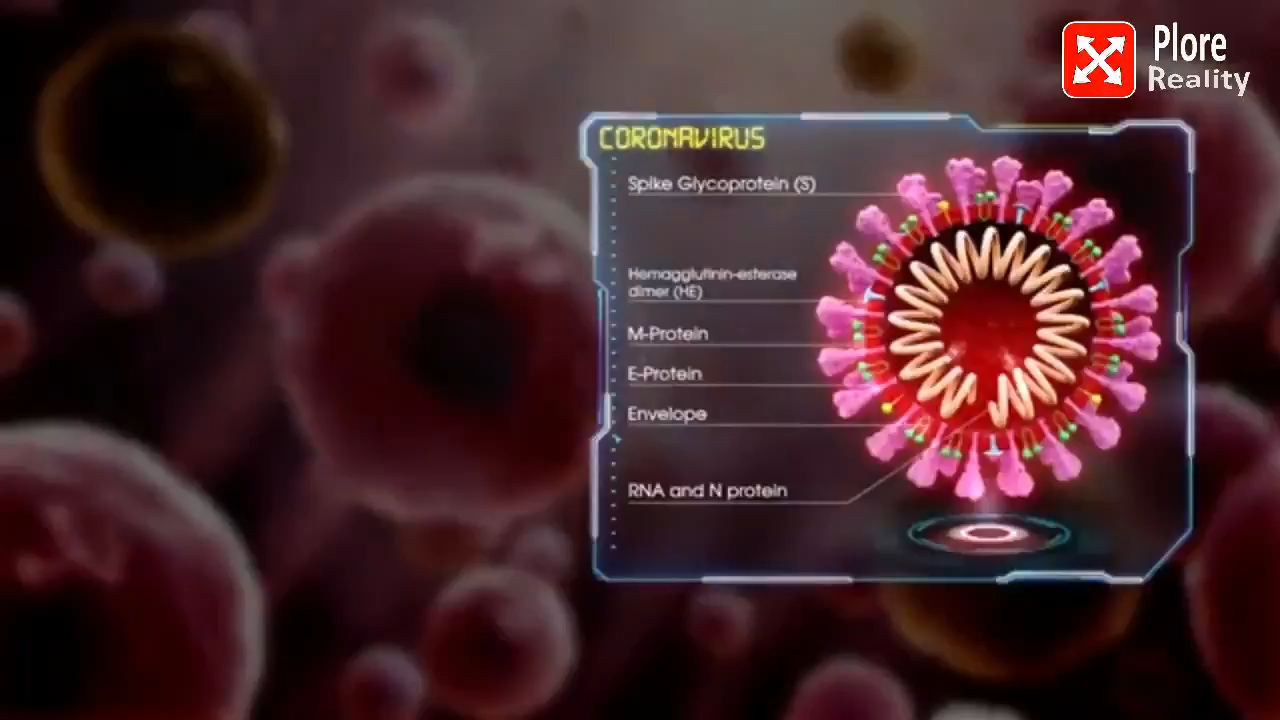 Plore
Reality
CORONAVIRUS
Spike Glycoprotein (S)
Hemagglutinin-esterase
dimer (HE)
M-Protein
E-Protein
Envelope
RNA and N protein